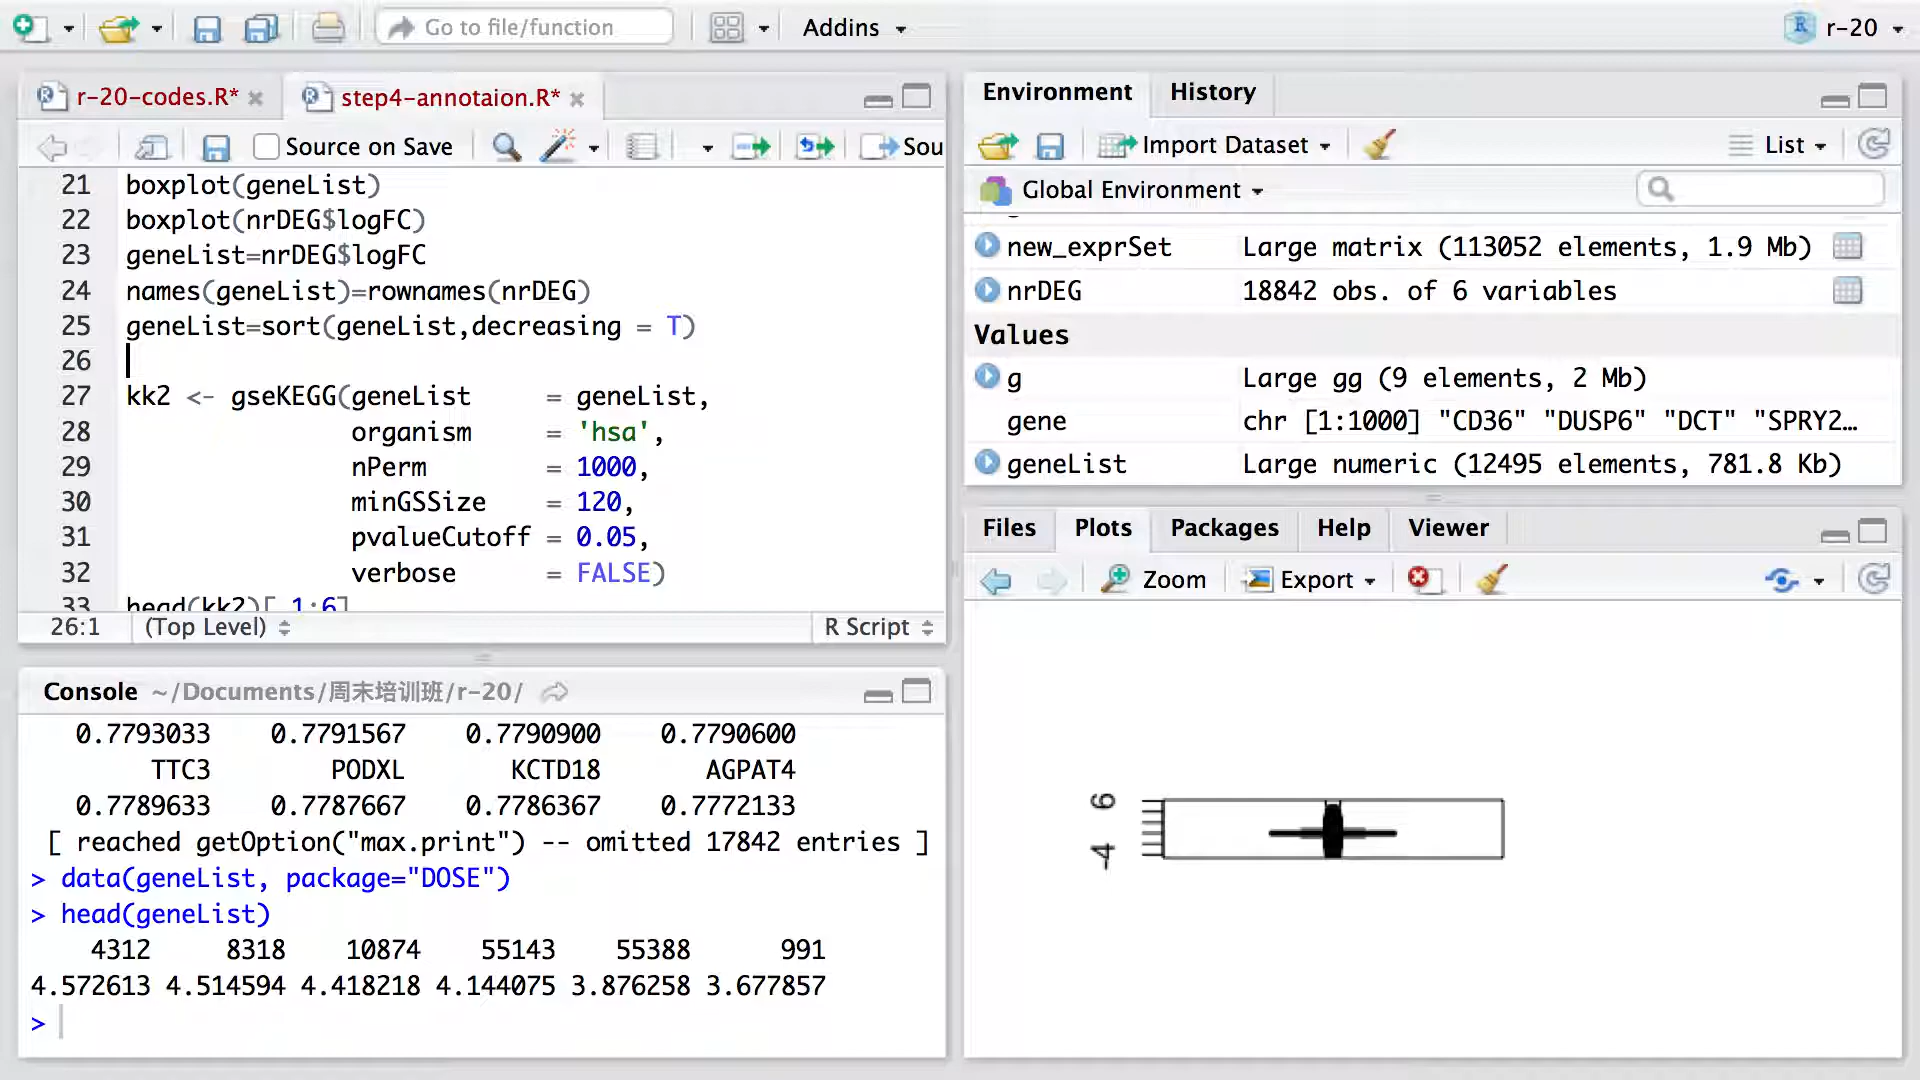 Go to file/function
Addins
r-20
r-20-codes.R*
step4-annotaion.R*
Source on Save
Sou
21 boxplot(geneList)
22 boxplot(nrDEG$logFC)
23 geneList=nrDEG$logFC
24 names(geneList)=rownames(nrDEG)
25 geneList=sort(geneList,decreasing = T)
26
27 kk2 <- gseKEGG(geneList     = geneList,
28 organism     = 'hsa',
29 nPerm        = 1000,
30 minGSSize    = 120,
31 pvalueCutoff = 0.05,
32 verbose      = FALSE)
33 head(kk2)[,1:6]
26:1 (Top Level) R Script
Console ~/Documents/周末培训班/r-20/
0.7793033 0.7791567 0.7790900 0.7790600
TTC3 PODXL KCTD18 AGPAT4
0.7789633 0.7787667 0.7786367 0.7772133
[ reached getOption("max.print") -- omitted 17842 entries ]
> data(geneList, package="DOSE")
> head(geneList)
4312 8318 10874 55143 55388 991
4.572613 4.514594 4.418218 4.144075 3.876258 3.677857
>
Environment History
Import Dataset List
Global Environment
new_exprSet Large matrix (113052 elements, 1.9 Mb)
nrDEG 18842 obs. of 6 variables
Values
g Large gg (9 elements, 2 Mb)
gene chr [1:1000] "CD36" "DUSP6" "DCT" "SPRY2…
geneList Large numeric (12495 elements, 781.8 Kb)
Files Plots Packages Help Viewer
Zoom Export
6
-4